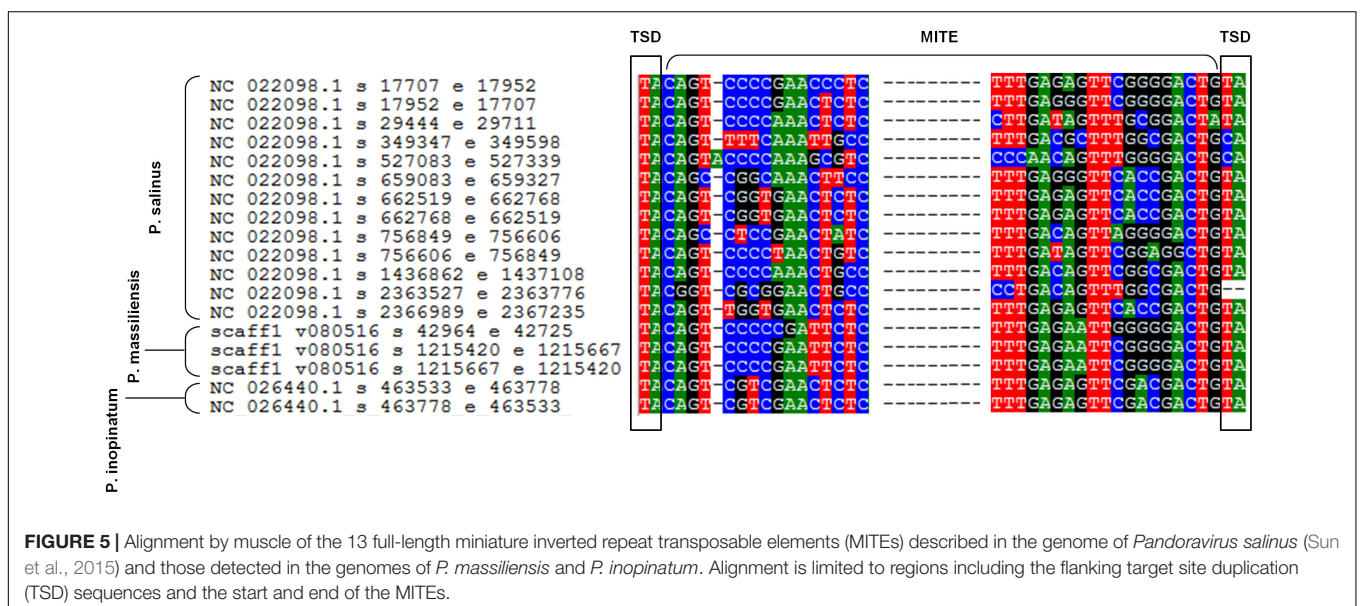 TSD MITE TSD
P. salinus
NC 022098.1 s 17707 e 17952 TACAGT-CCCCGAACCCTC --------- TTTGAGAGTTCGGGGACTGTA
NC 022098.1 s 17952 e 17707 TACAGT-CCCCGAACTCTC --------- TTTGAGGGTTCGGGGACTGTA
NC 022098.1 s 29444 e 29711 TACAGT-CCCCAAACTCTC --------- CTTGATAGTTTGCGGACTATA
NC 022098.1 s 349347 e 349598 TACAGT-TTTCAAATTGCC --------- TTTGACGCTTTGGCGACTGCA
NC 022098.1 s 527083 e 527339 TACAGTACCCCAAAGCGTC --------- CCCAACAGTTTGGGGACTGCA
NC 022098.1 s 659083 e 659327 TACAGC-CGGCAAACTTCC --------- TTTGAGGGTTCACCGACTGTA
NC 022098.1 s 662519 e 662768 TACAGT-CGGTGAACTCTC --------- TTTGAGAGTTCACCGACTGTA
NC 022098.1 s 662768 e 662519 TACAGT-CGGTGAACTCTC --------- TTTGAGAGTTCACCGACTGTA
NC 022098.1 s 756849 e 756606 TACAGC-CTCCGAACTATC --------- TTTGACAGTTAGGGGACTGTA
NC 022098.1 s 756606 e 756849 TACAGT-CCCCTAACTGTC --------- TTTGATAGTTCGGAGGCTGTA
NC 022098.1 s 1436862 e 1437108 TACAGT-CCCCAAACTGCC --------- TTTGACAGTTCGGCGACTGTA
NC 022098.1 s 2363527 e 2363776 TACGGT-CGCGGAACTGCC --------- CCTGACAGTTTGGCGACTG--
NC 022098.1 s 2366989 e 2367235 TACAGT-TGGTGAACTCTC --------- TTTGAGAGTTCACCGACTGTA
P. massiliensis
scaff1 v080516 s 42964 e 42725 TACAGT-CCCCCGATTCTC --------- TTTGAGAATTGGGGGACTGTA
scaff1 v080516 s 1215420 e 1215667 TACAGT-CCCCGAATTCTC --------- TTTGAGAATTCGGGGACTGTA
scaff1 v080516 s 1215667 e 1215420 TACAGT-CCCCGAATTCTC --------- TTTGAGAATTCGGGGACTGTA
P. inopinatum
NC 026440.1 s 463533 e 463778 TACAGT-CGTCGAACTCTC --------- TTTGAGAGTTCGACGACTGTA
NC 026440.1 s 463778 e 463533 TACAGT-CGTCGAACTCTC --------- TTTGAGAGTTCGACGACTGTA
FIGURE 5 | Alignment by muscle of the 13 full-length miniature inverted repeat transposable elements (MITEs) described in the genome of Pandoravirus salinus (Sun
et al., 2015) and those detected in the genomes of P. massiliensis and P. inopinatum. Alignment is limited to regions including the flanking target site duplication
(TSD) sequences and the start and end of the MITEs.